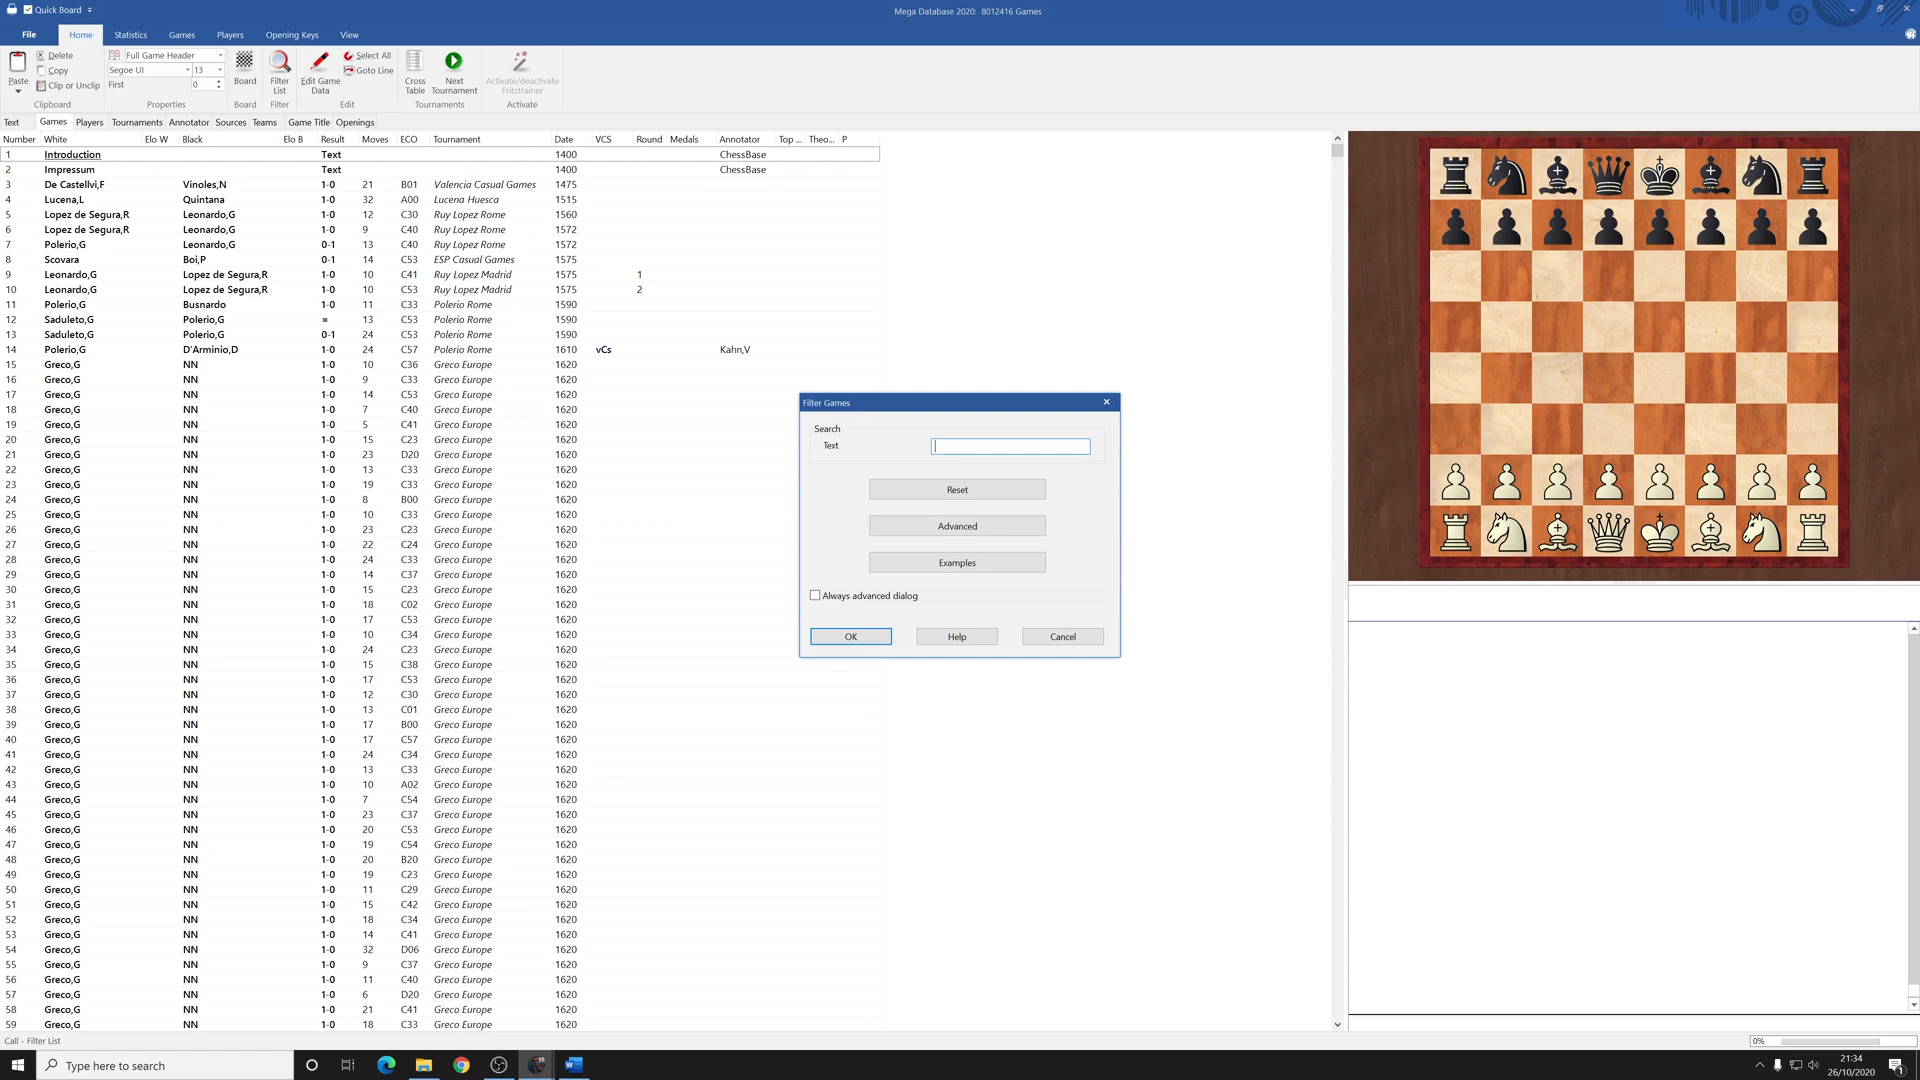 Quick Board
Mega Database 2020: 8012416 Games
File Home Statistics Games Players Opening Keys View
Paste Delete Copy Clip or Unclip
Full Game Header
Segoe UI 13
First 0
Board
Filter List
Edit Game Data
Select All
Goto Line
Cross Table
Next Tournament
Activate/deactivate Fritztrainer
Clipboard Properties Board Filter Edit Tournaments Activate
Text Games Players Tournaments Annotator Sources Teams Game Title Openings
Number White Elo W Black Elo B Result Moves ECO Tournament Date VCS Round Medals Annotator Top ... Theo... P
1 Introduction Text 1400 ChessBase
2 Impressum Text 1400 ChessBase
3 De Castellvi,F Vinoles,N 1-0 21 B01 Valencia Casual Games 1475
4 Lucena,L Quintana 1-0 32 A00 Lucena Huesca 1515
5 Lopez de Segura,R Leonardo,G 1-0 12 C30 Ruy Lopez Rome 1560
6 Lopez de Segura,R Leonardo,G 1-0 9 C40 Ruy Lopez Rome 1572
7 Polerio,G Leonardo,G 0-1 13 C40 Ruy Lopez Rome 1572
8 Scovara Boi,P 0-1 14 C53 ESP Casual Games 1575
9 Leonardo,G Lopez de Segura,R 1-0 10 C41 Ruy Lopez Madrid 1575 1
10 Leonardo,G Lopez de Segura,R 1-0 10 C53 Ruy Lopez Madrid 1575 2
11 Polerio,G Busnardo 1-0 11 C33 Polerio Rome 1590
12 Saduleto,G Polerio,G = 13 C53 Polerio Rome 1590
13 Saduleto,G Polerio,G 0-1 24 C53 Polerio Rome 1590
14 Polerio,G D'Arminio,D 1-0 24 C57 Polerio Rome 1610 vCs Kahn,V
15 Greco,G NN 1-0 10 C36 Greco Europe 1620
16 Greco,G NN 1-0 9 C33 Greco Europe 1620
17 Greco,G NN 1-0 14 C53 Greco Europe 1620
18 Greco,G NN 1-0 7 C40 Greco Europe 1620
19 Greco,G NN 1-0 5 C41 Greco Europe 1620
20 Greco,G NN 1-0 15 C23 Greco Europe 1620
21 Greco,G NN 1-0 23 D20 Greco Europe 1620
22 Greco,G NN 1-0 13 C33 Greco Europe 1620
23 Greco,G NN 1-0 19 C33 Greco Europe 1620
24 Greco,G NN 1-0 8 B00 Greco Europe 1620
25 Greco,G NN 1-0 10 C33 Greco Europe 1620
26 Greco,G NN 1-0 23 C23 Greco Europe 1620
27 Greco,G NN 1-0 22 C24 Greco Europe 1620
28 Greco,G NN 1-0 24 C33 Greco Europe 1620
29 Greco,G NN 1-0 14 C37 Greco Europe 1620
30 Greco,G NN 1-0 15 C23 Greco Europe 1620
31 Greco,G NN 1-0 18 C02 Greco Europe 1620
32 Greco,G NN 1-0 17 C53 Greco Europe 1620
33 Greco,G NN 1-0 10 C34 Greco Europe 1620
34 Greco,G NN 1-0 24 C23 Greco Europe 1620
35 Greco,G NN 1-0 15 C38 Greco Europe 1620
36 Greco,G NN 1-0 17 C53 Greco Europe 1620
37 Greco,G NN 1-0 12 C30 Greco Europe 1620
38 Greco,G NN 1-0 13 C01 Greco Europe 1620
39 Greco,G NN 1-0 17 B00 Greco Europe 1620
40 Greco,G NN 1-0 17 C57 Greco Europe 1620
41 Greco,G NN 1-0 24 C34 Greco Europe 1620
42 Greco,G NN 1-0 13 C33 Greco Europe 1620
43 Greco,G NN 1-0 10 A02 Greco Europe 1620
44 Greco,G NN 1-0 7 C54 Greco Europe 1620
45 Greco,G NN 1-0 23 C37 Greco Europe 1620
46 Greco,G NN 1-0 20 C53 Greco Europe 1620
47 Greco,G NN 1-0 19 C54 Greco Europe 1620
48 Greco,G NN 1-0 20 B20 Greco Europe 1620
49 Greco,G NN 1-0 19 C23 Greco Europe 1620
50 Greco,G NN 1-0 11 C29 Greco Europe 1620
51 Greco,G NN 1-0 15 C42 Greco Europe 1620
52 Greco,G NN 1-0 18 C34 Greco Europe 1620
53 Greco,G NN 1-0 14 C41 Greco Europe 1620
54 Greco,G NN 1-0 32 D06 Greco Europe 1620
55 Greco,G NN 1-0 9 C37 Greco Europe 1620
56 Greco,G NN 1-0 11 C40 Greco Europe 1620
57 Greco,G NN 1-0 6 D20 Greco Europe 1620
58 Greco,G NN 1-0 21 C41 Greco Europe 1620
59 Greco,G NN 1-0 18 C33 Greco Europe 1620
Filter Games
Search
Text
Reset
Advanced
Examples
Always advanced dialog
OK Help Cancel
Call - Filter List
0%
Type here to search
21:34
26/10/2020